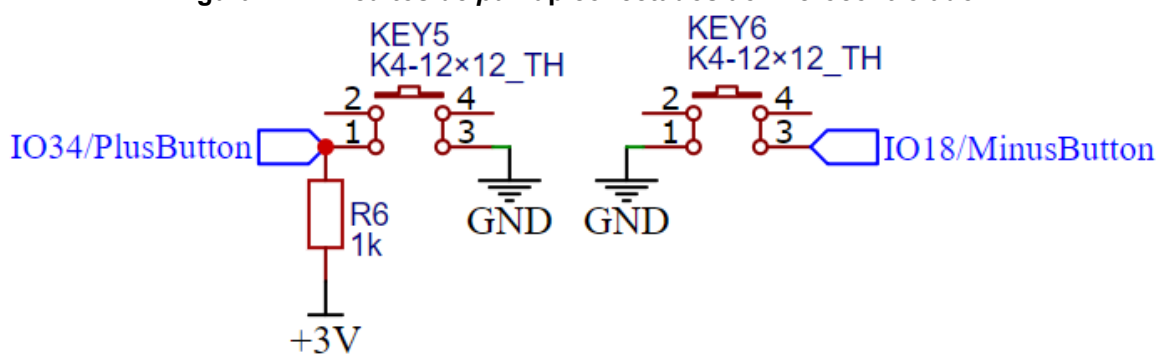 KEY5
K4-12×12_TH
KEY6
K4-12×12_TH
2
4
2
4
IO34/PlusButton
1
3
1
3
IO18/MinusButton
R6
1k
GND
GND
+3V